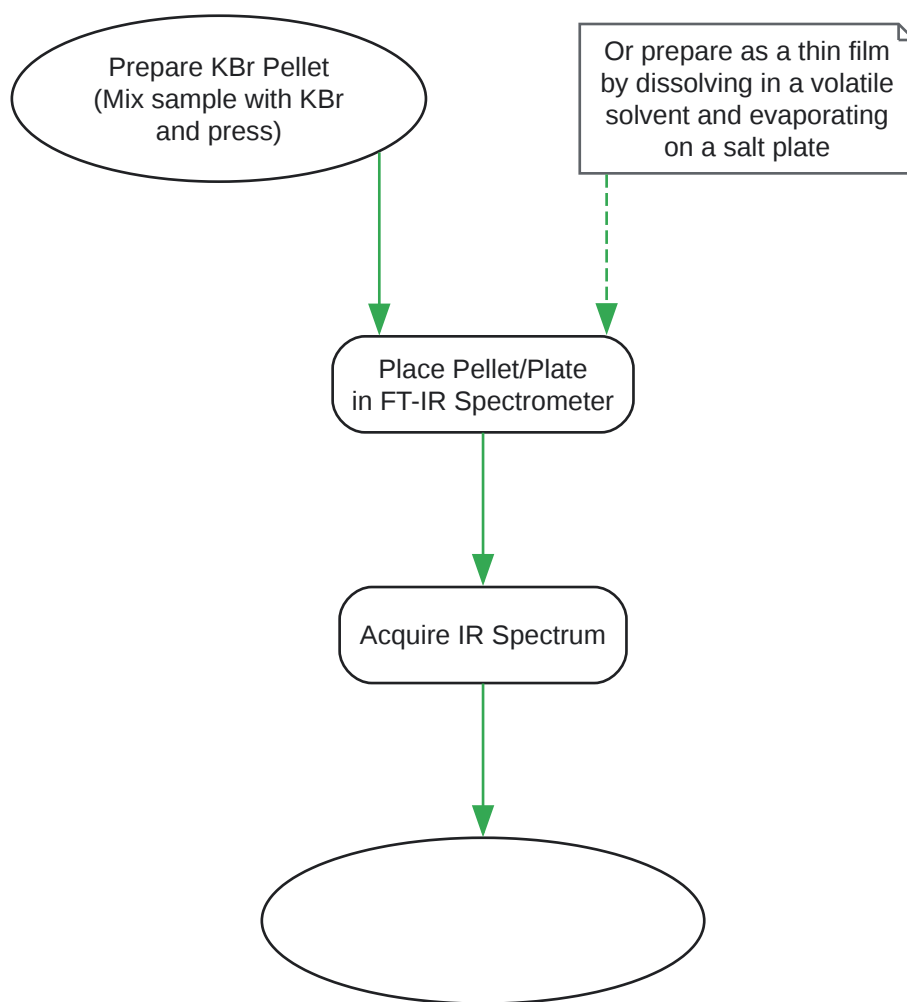 Prepare KBr Pellet
(Mix sample with KBr
and press)
Or prepare as a thin film
by dissolving in a volatile
solvent and evaporating
on a salt plate
Place Pellet/Plate
in FT-IR Spectrometer
Acquire IR Spectrum